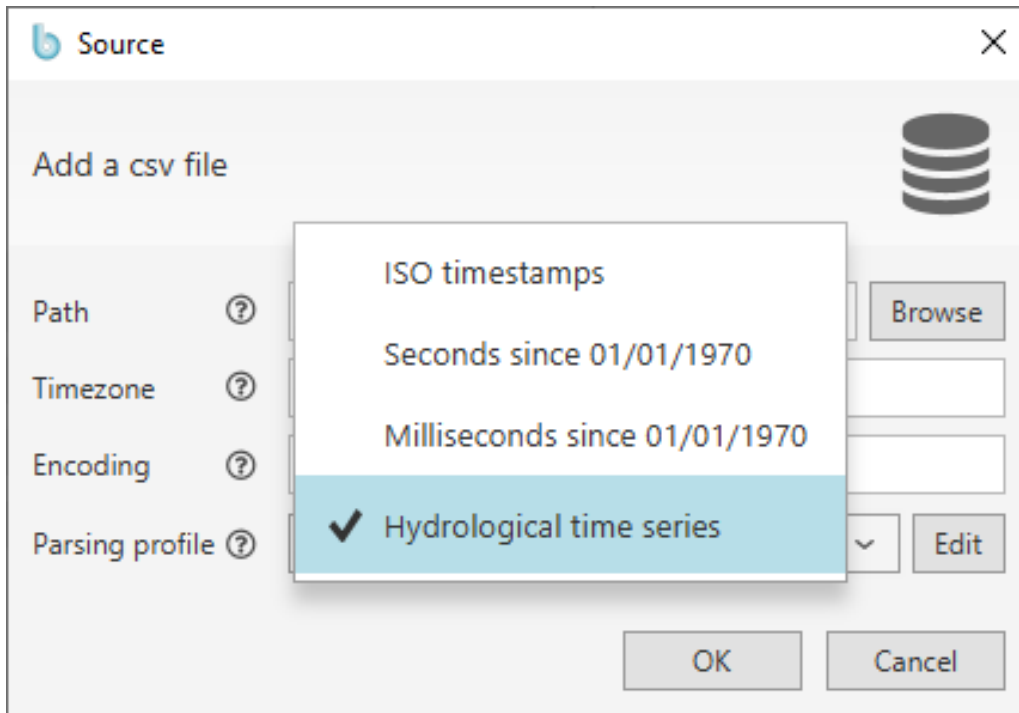 Source
Add a csv file
ISO timestamps
Seconds since 01/01/1970
Milliseconds since 01/01/1970
Hydrological time series
Path
Browse
Timezone
Encoding
Parsing profile
Edit
OK
Cancel